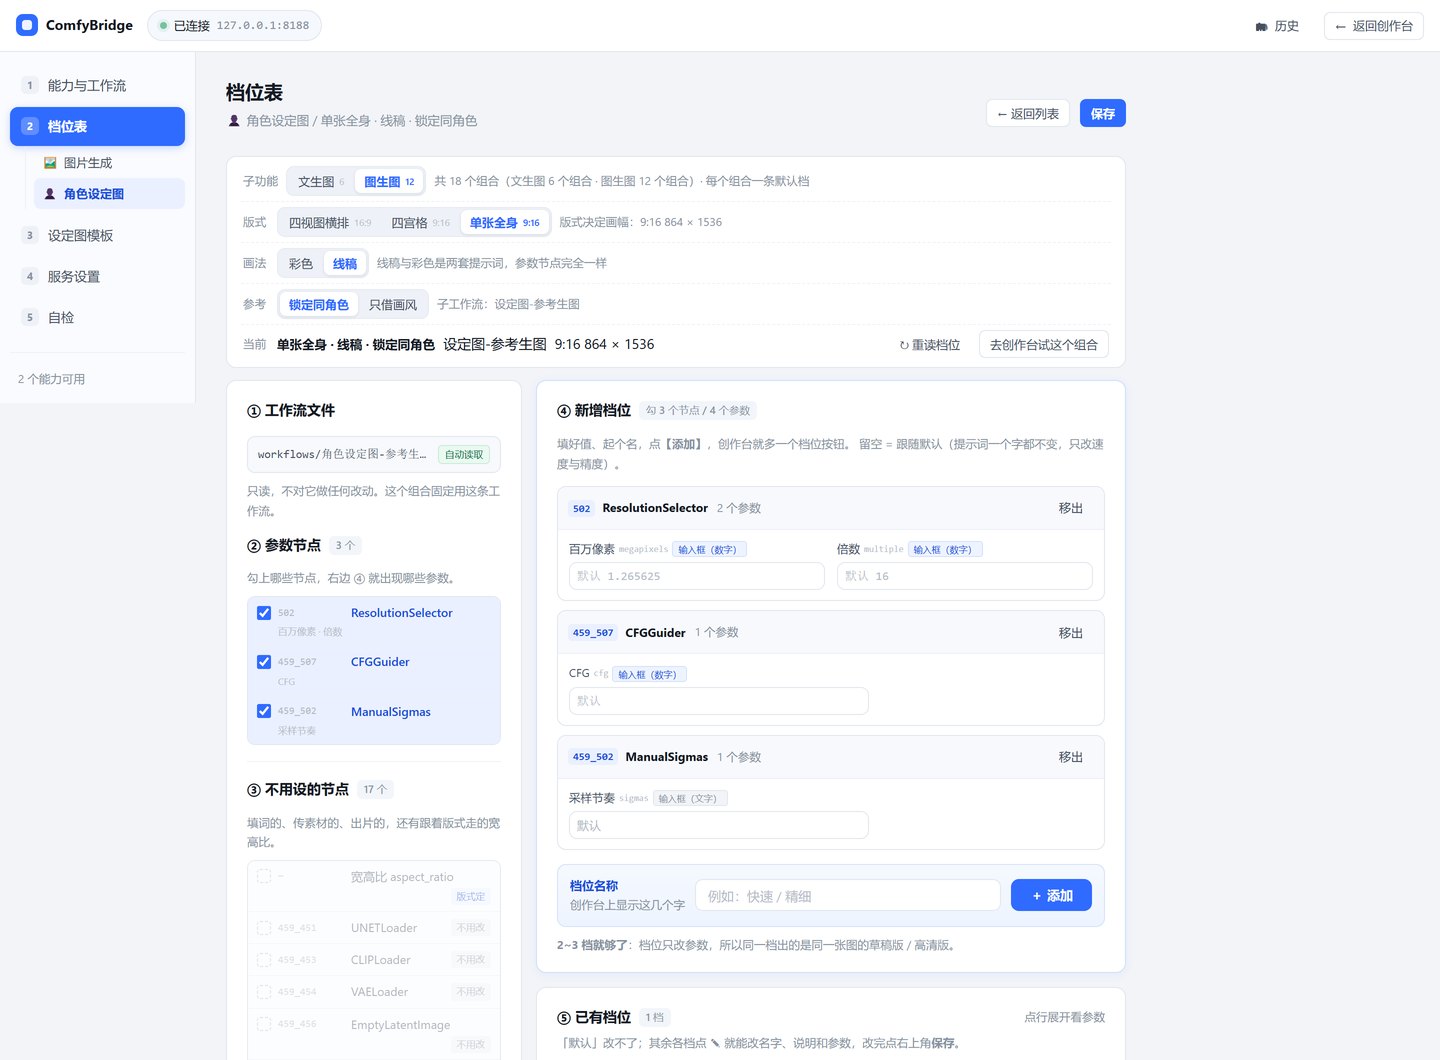 ComfyBridge
已连接 127.0.0.1:8188
历史
← 返回创作台
1 能力与工作流
2 档位表
图片生成
角色设定图
3 设定图模板
4 服务设置
5 自检
2 个能力可用
档位表
角色设定图 / 单张全身 · 线稿 · 锁定同角色
← 返回列表
保存
子功能 文生图 6 图生图 12 共 18 个组合（文生图 6 个组合 · 图生图 12 个组合）· 每个组合一条默认档
版式 四视图横排 16:9 四宫格 9:16 单张全身 9:16 版式决定画幅：9:16 864 × 1536
画法 彩色 线稿 线稿与彩色是两套提示词，参数节点完全一样
参考 锁定同角色 只借画风 子工作流：设定图-参考生图
当前 单张全身 · 线稿 · 锁定同角色 设定图-参考生图 9:16 864 × 1536 ↻ 重读档位 去创作台试这个组合
① 工作流文件
workflows/角色设定图-参考生… 自动读取
只读，不对它做任何改动。这个组合固定用这条工
作流。
② 参数节点 3 个
勾上哪些节点，右边 ④ 就出现哪些参数。
502 ResolutionSelector
百万像素 · 倍数
459_507 CFGGuider
CFG
459_502 ManualSigmas
采样节奏
③ 不用设的节点 17 个
填词的、传素材的、出片的，还有跟着版式走的宽
高比。
— 宽高比 aspect_ratio
版式定
459_451 UNETLoader 不用改
459_453 CLIPLoader 不用改
459_454 VAELoader 不用改
459_456 EmptyLatentImage
不用改
④ 新增档位 勾 3 个节点 / 4 个参数
填好值、起个名，点【添加】，创作台就多一个档位按钮。 留空 = 跟随默认（提示词一个字都不变，只改速
度与精度）。
502 ResolutionSelector 2 个参数 移出
百万像素 megapixels 输入框（数字） 倍数 multiple 输入框（数字）
默认 1.265625 默认 16
459_507 CFGGuider 1 个参数 移出
CFG cfg 输入框（数字）
默认
459_502 ManualSigmas 1 个参数 移出
采样节奏 sigmas 输入框（文字）
默认
档位名称
创作台上显示这几个字
例如：快速 / 精细
+ 添加
2~3 档就够了：档位只改参数，所以同一档出的是同一张图的草稿版 / 高清版。
⑤ 已有档位 1 档 点行展开看参数
「默认」改不了；其余各档点 ✎ 就能改名字、说明和参数，改完点右上角保存。